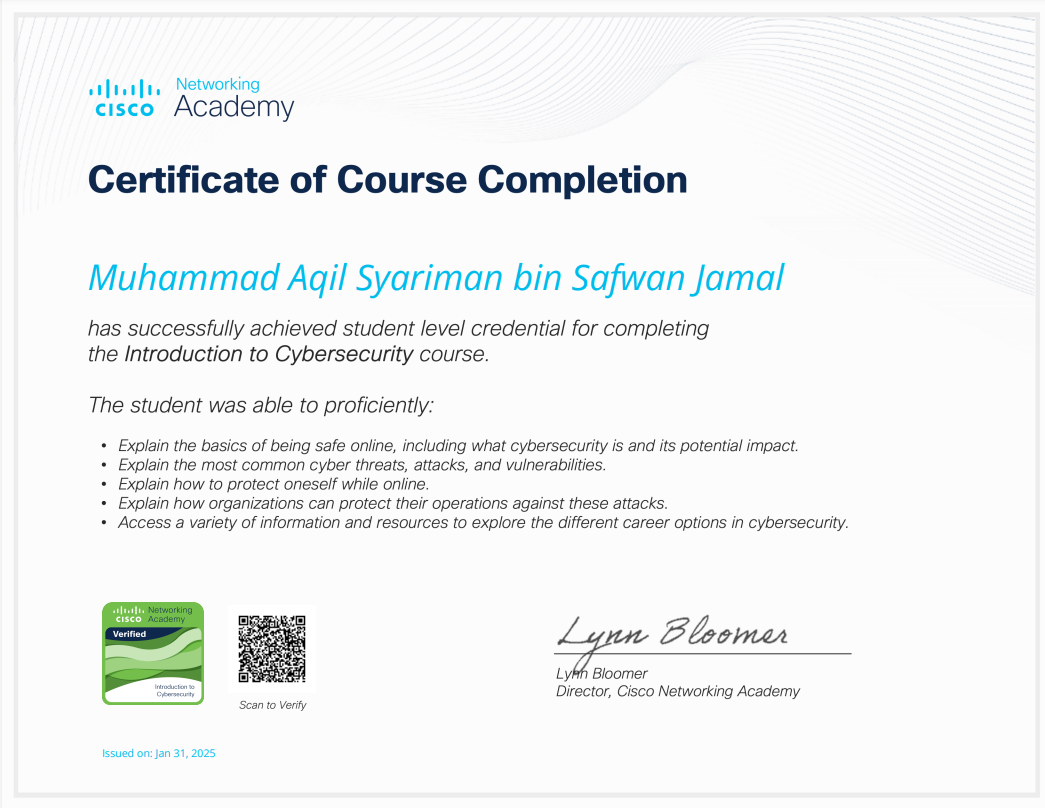 Networking
CISCO Academy
Certificate of Course Completion
Muhammad Aqil Syariman bin Safwan Jamal
has successfully achieved student level credential for completing
the Introduction to Cybersecurity course.
The student was able to proficiently:
• Explain the basics of being safe online, including what cybersecurity is and its potential impact.
• Explain the most common cyber threats, attacks, and vulnerabilities.
• Explain how to protect oneself while online.
• Explain how organizations can protect their operations against these attacks.
• Access a variety of information and resources to explore the different career options in cybersecurity.
Networking
CISCO Academy
Verified
Introduction to
Cybersecurity
Scan to Verify
Lynn Bloomer
Lynn Bloomer
Director, Cisco Networking Academy
Issued on: Jan 31, 2025